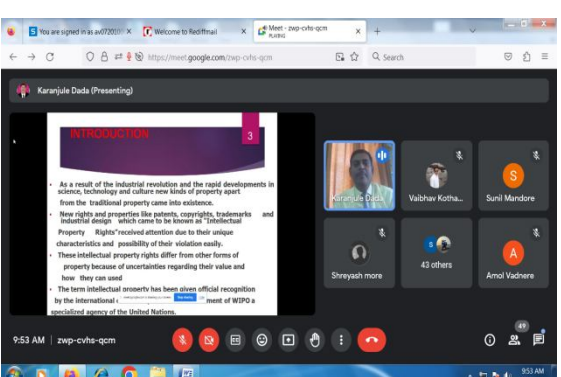 You are signed in as av072010
Welcome to Rediffmail
Meet - zwp-cvhs-qcm
PLAYING
https://meet.google.com/zwp-cvhs-qcm
Search
Karanjule Dada (Presenting)
INTRODUCTION
3
• As a result of the industrial revolution and the rapid developments in
science, technology and culture new kinds of property apart
from the traditional property came into existence.
• New rights and properties like patents, copyrights, trademarks and
industrial design which came to be known as "Intellectual
Property Rights"received attention due to their unique
characteristics and possibility of their violation easily.
• These intellectual property rights differ from other forms of
property because of uncertainties regarding their value and
how they can used
• The term intellectual property has been given official recognition
by the international ment of WIPO a
specialized agency of the United Nations.
Karanjule Dada
Vaibhav Kotha...
S
Sunil Mandore
Shreyash more
S
43 others
A
Amol Vadnere
9:53 AM | zwp-cvhs-qcm
49
9:53 AM